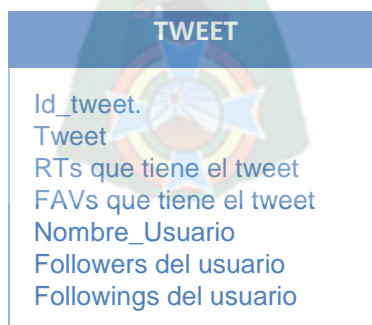 TWEET
Id_tweet.
Tweet
RTs que tiene el tweet
FAVs que tiene el tweet
Nombre_Usuario
Followers del usuario
Followings del usuario